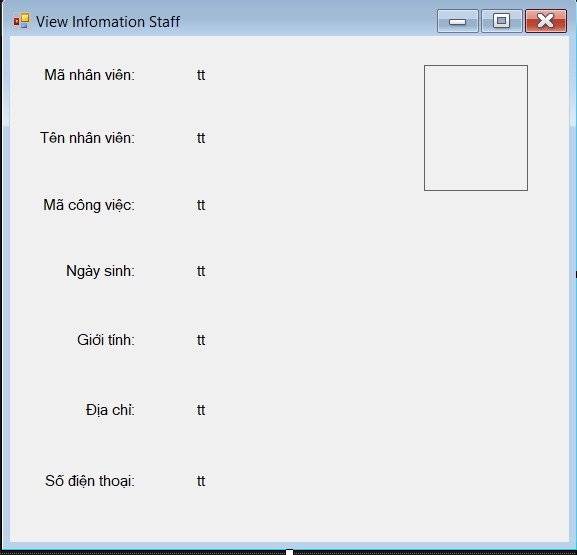 View Infomation Staff
Mã nhân viên: tt
Tên nhân viên: tt
Mã công việc: tt
Ngày sinh: tt
Giới tính: tt
Địa chỉ: tt
Số điện thoại: tt